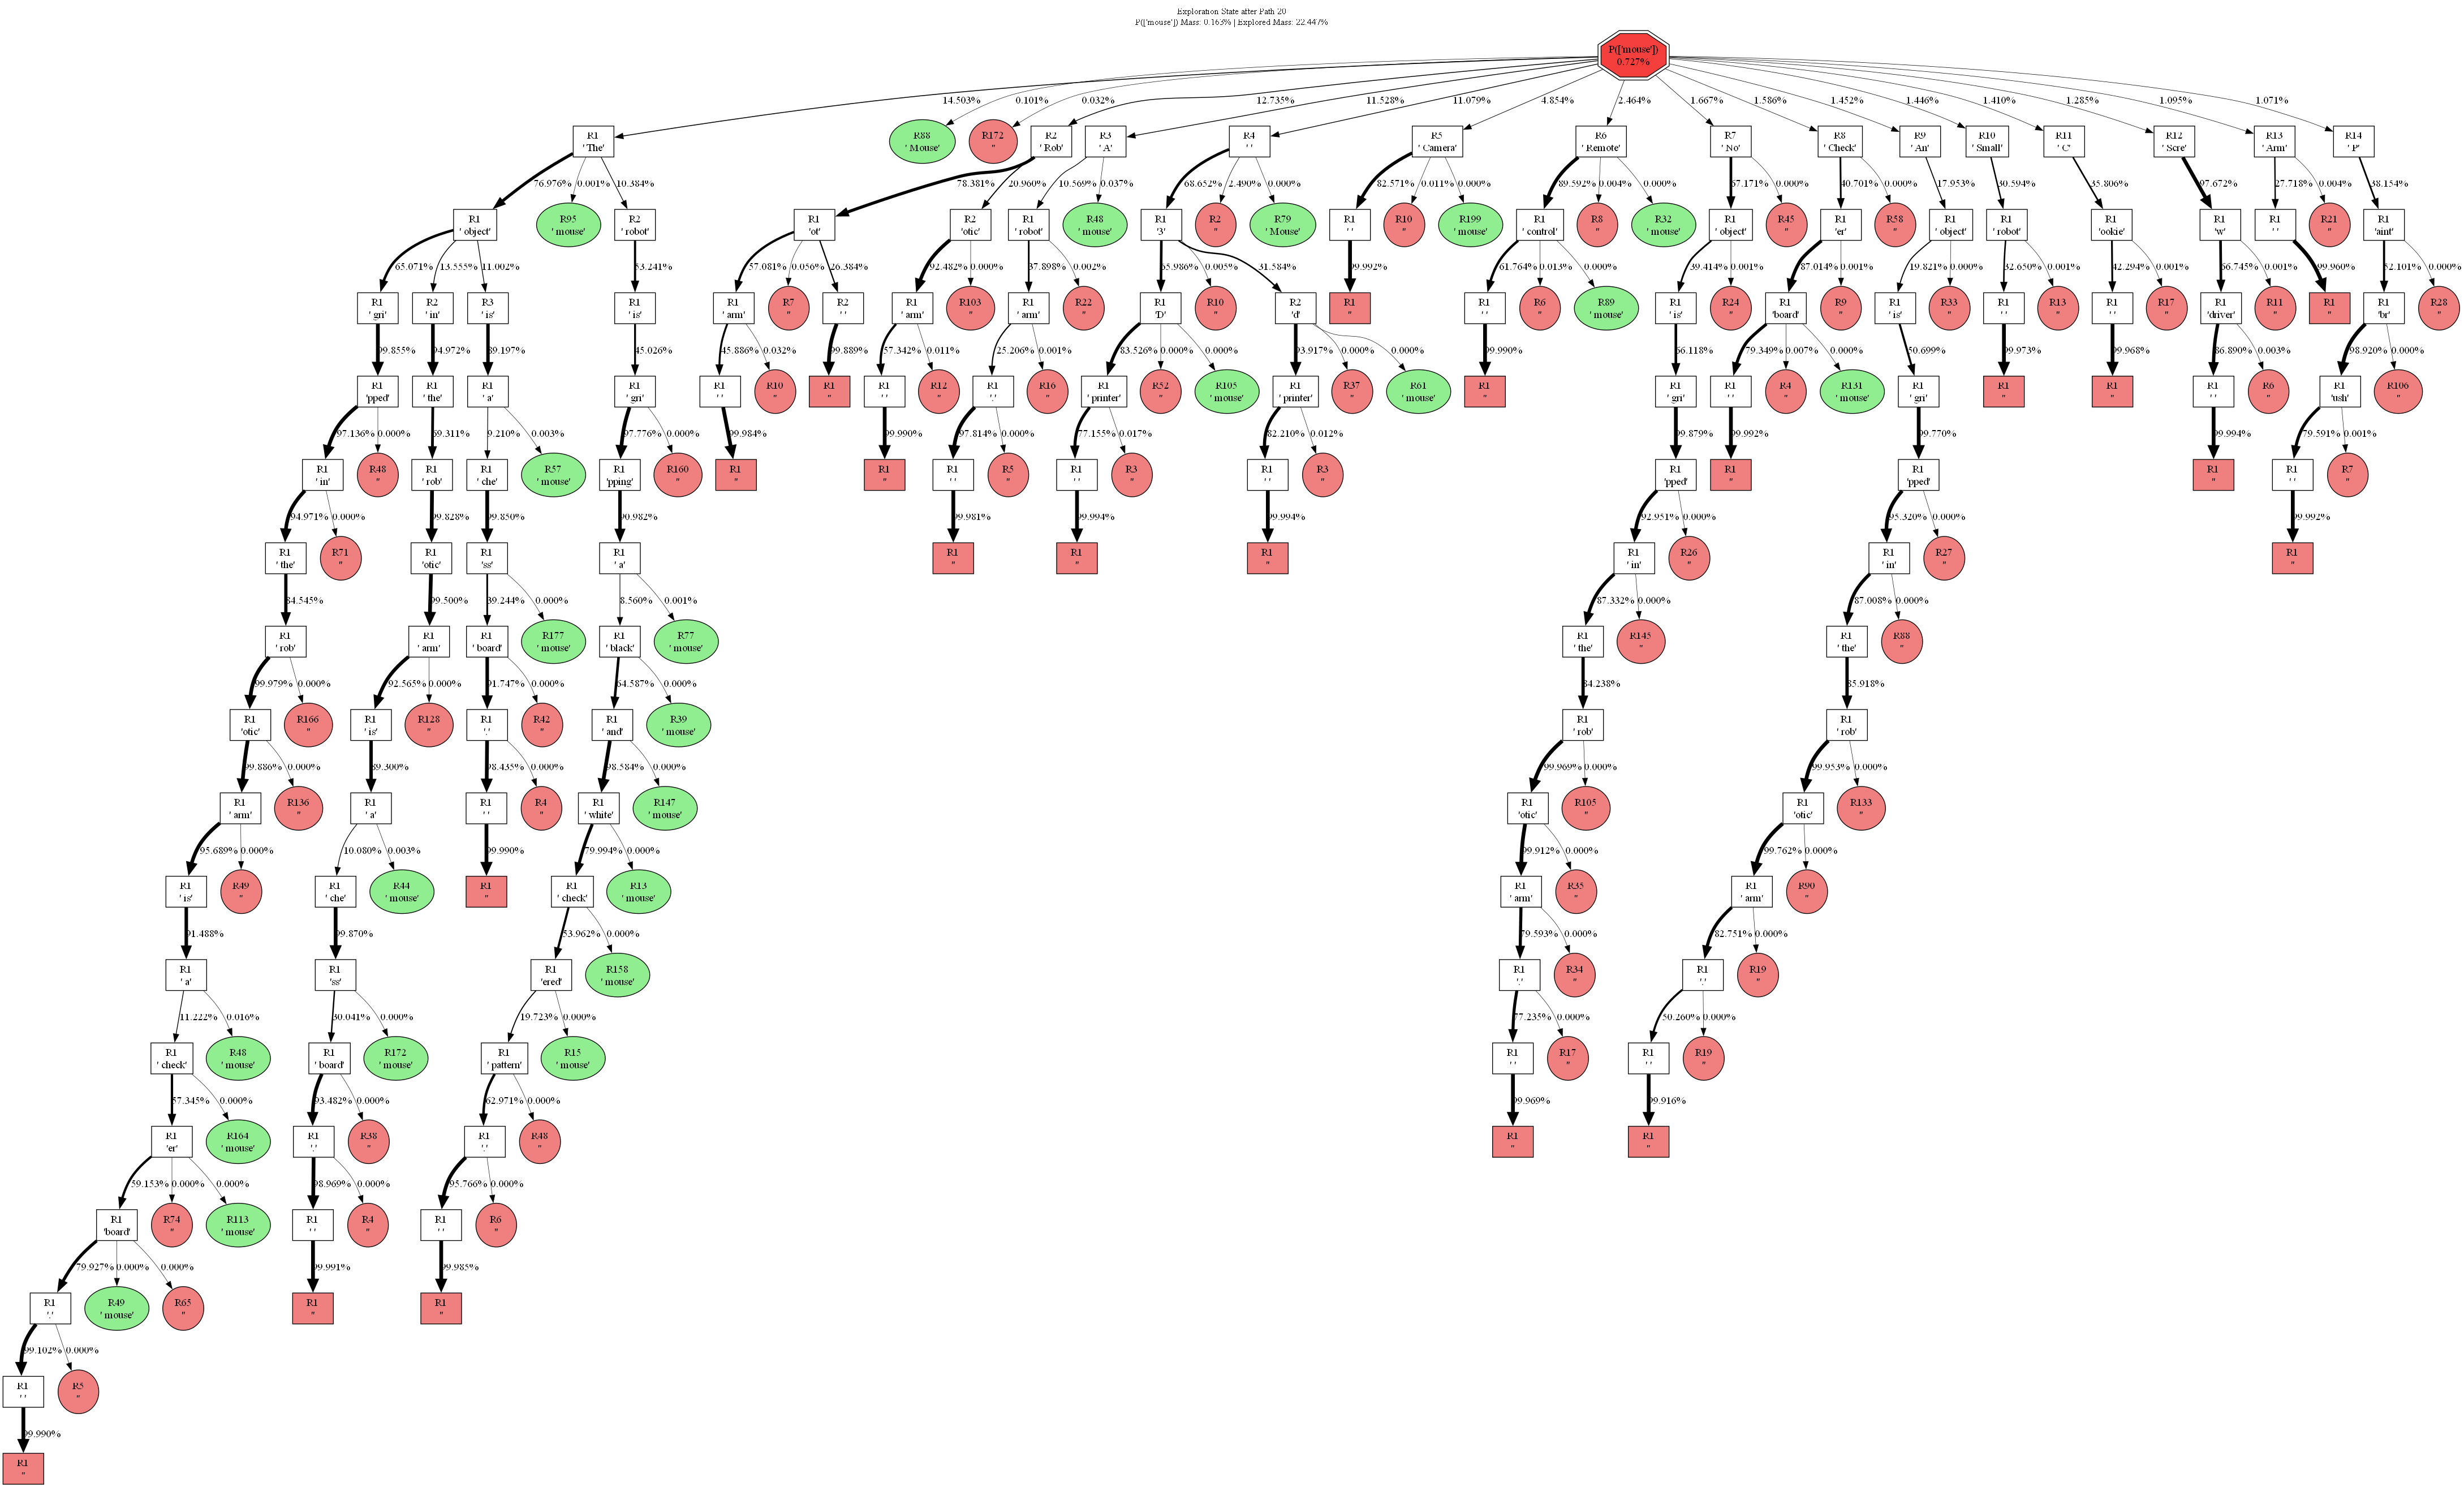 Exploration State after Path 20
P(['mouse']) Mass: 0.163% | Explored Mass: 22.447%
P(['mouse'])
0.727%
14.503% 0.101% 0.032% 12.735% 11.528% 11.079% 4.854% 2.464% 1.667% 1.586% 1.452% 1.446% 1.410% 1.285% 1.095% 1.071%
R1 R88 R172 R2 R3 R4 R5 R6 R7 R8 R9 R10 R11 R12 R13 R14
' The' ' Mouse' '' ' Rob' ' A' ' ' ' Camera' ' Remote' ' No' ' Check' ' An' ' Small' ' C' ' Scre' ' Arm' ' P'
76.976% 0.001% 10.384% 78.381% 20.960% 10.569% 0.037% 68.652% 2.490% 0.000% 82.571% 0.011% 0.000% 89.592% 0.004% 0.000% 67.171% 0.000% 40.701% 0.000% 17.953% 30.594% 35.806% 97.672% 27.718% 0.004% 38.154%
R1 R95 R2 R1 R2 R1 R48 R1 R2 R79 R1 R10 R199 R1 R8 R32 R1 R45 R1 R58 R1 R1 R1 R1 R1 R21 R1
' object' ' mouse' ' robot' 'ot' 'otic' ' robot' ' mouse' '3' '' ' Mouse' ' ' '' ' mouse' ' control' '' ' mouse' ' object' '' 'er' '' ' object' ' robot' 'ookie' 'w' ' ' '' 'aint'
65.071% 13.555% 11.002% 53.241% 57.081% 0.056% 26.384% 92.482% 0.000% 37.898% 0.002% 65.986% 0.005% 31.584% 99.992% 61.764% 0.013% 0.000% 39.414% 0.001% 87.014% 0.001% 19.821% 0.000% 32.650% 0.001% 42.294% 0.001% 56.745% 0.001% 99.960% 52.101% 0.000%
R1 R2 R3 R1 R1 R7 R2 R1 R103 R1 R22 R1 R10 R2 R1 R1 R6 R89 R1 R24 R1 R9 R1 R33 R1 R13 R1 R17 R1 R11 R1 R1 R28
' gri' ' in' ' is' ' is' ' arm' '' ' ' ' arm' '' ' arm' '' 'D' '' 'd' '' ' ' '' ' mouse' ' is' '' 'board' '' ' is' '' ' ' '' ' ' '' 'driver' '' '' 'br' ''
99.855% 94.972% 89.197% 45.026% 45.886% 0.032% 99.889% 57.342% 0.011% 25.206% 0.001% 83.526% 0.000% 0.000% 93.917% 0.000% 0.000% 99.990% 66.118% 79.349% 0.007% 0.000% 50.699% 99.973% 99.968% 86.890% 0.003% 98.920% 0.000%
R1 R1 R1 R1 R1 R10 R1 R1 R12 R1 R16 R1 R52 R105 R1 R37 R61 R1 R1 R1 R4 R131 R1 R1 R1 R1 R6 R1 R106
'pped' ' the' ' a' ' gri' ' ' '' '' ' ' '' '.' '' ' printer' '' ' mouse' ' printer' '' ' mouse' '' ' gri' ' ' '' ' mouse' ' gri' '' '' ' ' '' 'ush' ''
97.136% 0.000% 69.311% 9.210% 0.003% 97.776% 0.000% 99.984% 99.990% 97.814% 0.000% 77.155% 0.017% 82.210% 0.012% 99.879% 99.992% 99.770% 99.994% 79.591% 0.001%
R1 R48 R1 R1 R57 R1 R160 R1 R1 R1 R5 R1 R3 R1 R3 R1 R1 R1 R1 R1 R7
' in' '' ' rob' ' che' ' mouse' 'pping' '' '' '' ' ' '' ' ' '' ' ' '' 'pped' '' 'pped' '' ' ' ''
94.971% 0.000% 99.828% 99.850% 90.982% 99.981% 99.994% 99.994% 92.951% 0.000% 95.320% 0.000% 99.992%
R1 R71 R1 R1 R1 R1 R1 R1 R1 R26 R1 R27 R1
' the' '' 'otic' 'ss' ' a' '' '' '' ' in' '' ' in' '' ''
84.545% 99.500% 39.244% 0.000% 8.560% 0.001% 87.332% 0.000% 87.008% 0.000%
R1 R1 R1 R177 R1 R77 R1 R145 R1 R88
' rob' ' arm' ' board' ' mouse' ' black' ' mouse' ' the' '' ' the' ''
99.979% 0.000% 92.565% 0.000% 91.747% 0.000% 64.587% 0.000% 84.238% 85.918%
R1 R166 R1 R128 R1 R42 R1 R39 R1 R1
'otic' '' ' is' '' '.' '' ' and' ' mouse' ' rob' ' rob'
99.886% 0.000% 89.300% 98.435% 0.000% 98.584% 0.000% 99.969% 0.000% 99.953% 0.000%
R1 R136 R1 R1 R4 R1 R147 R1 R105 R1 R133
' arm' '' ' a' ' ' '' ' white' ' mouse' 'otic' '' 'otic' ''
95.689% 0.000% 10.080% 0.003% 99.990% 79.994% 0.000% 99.912% 0.000% 99.762% 0.000%
R1 R49 R1 R44 R1 R1 R13 R1 R35 R1 R90
' is' '' ' che' ' mouse' '' ' check' ' mouse' ' arm' '' ' arm' ''
91.488% 99.870% 53.962% 0.000% 79.593% 0.000% 82.751% 0.000%
R1 R1 R1 R158 R1 R34 R1 R19
' a' 'ss' 'ered' ' mouse' '.' '' '.' ''
11.222% 0.016% 30.041% 0.000% 19.723% 0.000% 77.235% 0.000% 50.260% 0.000%
R1 R48 R1 R172 R1 R15 R1 R17 R1 R19
' check' ' mouse' ' board' ' mouse' ' pattern' ' mouse' ' ' '' ' ' ''
57.345% 0.000% 93.482% 0.000% 62.971% 0.000% 99.969% 99.916%
R1 R164 R1 R38 R1 R48 R1 R1
'er' ' mouse' '.' '' '.' '' '' ''
59.153% 0.000% 0.000% 98.969% 0.000% 95.766% 0.000%
R1 R74 R113 R1 R4 R1 R6
'board' '' ' mouse' ' ' '' ' ' ''
79.927% 0.000% 0.000% 99.991% 99.985%
R1 R49 R65 R1 R1
'.' ' mouse' '' '' ''
99.102% 0.000%
R1 R5
' ' ''
99.990%
R1
''